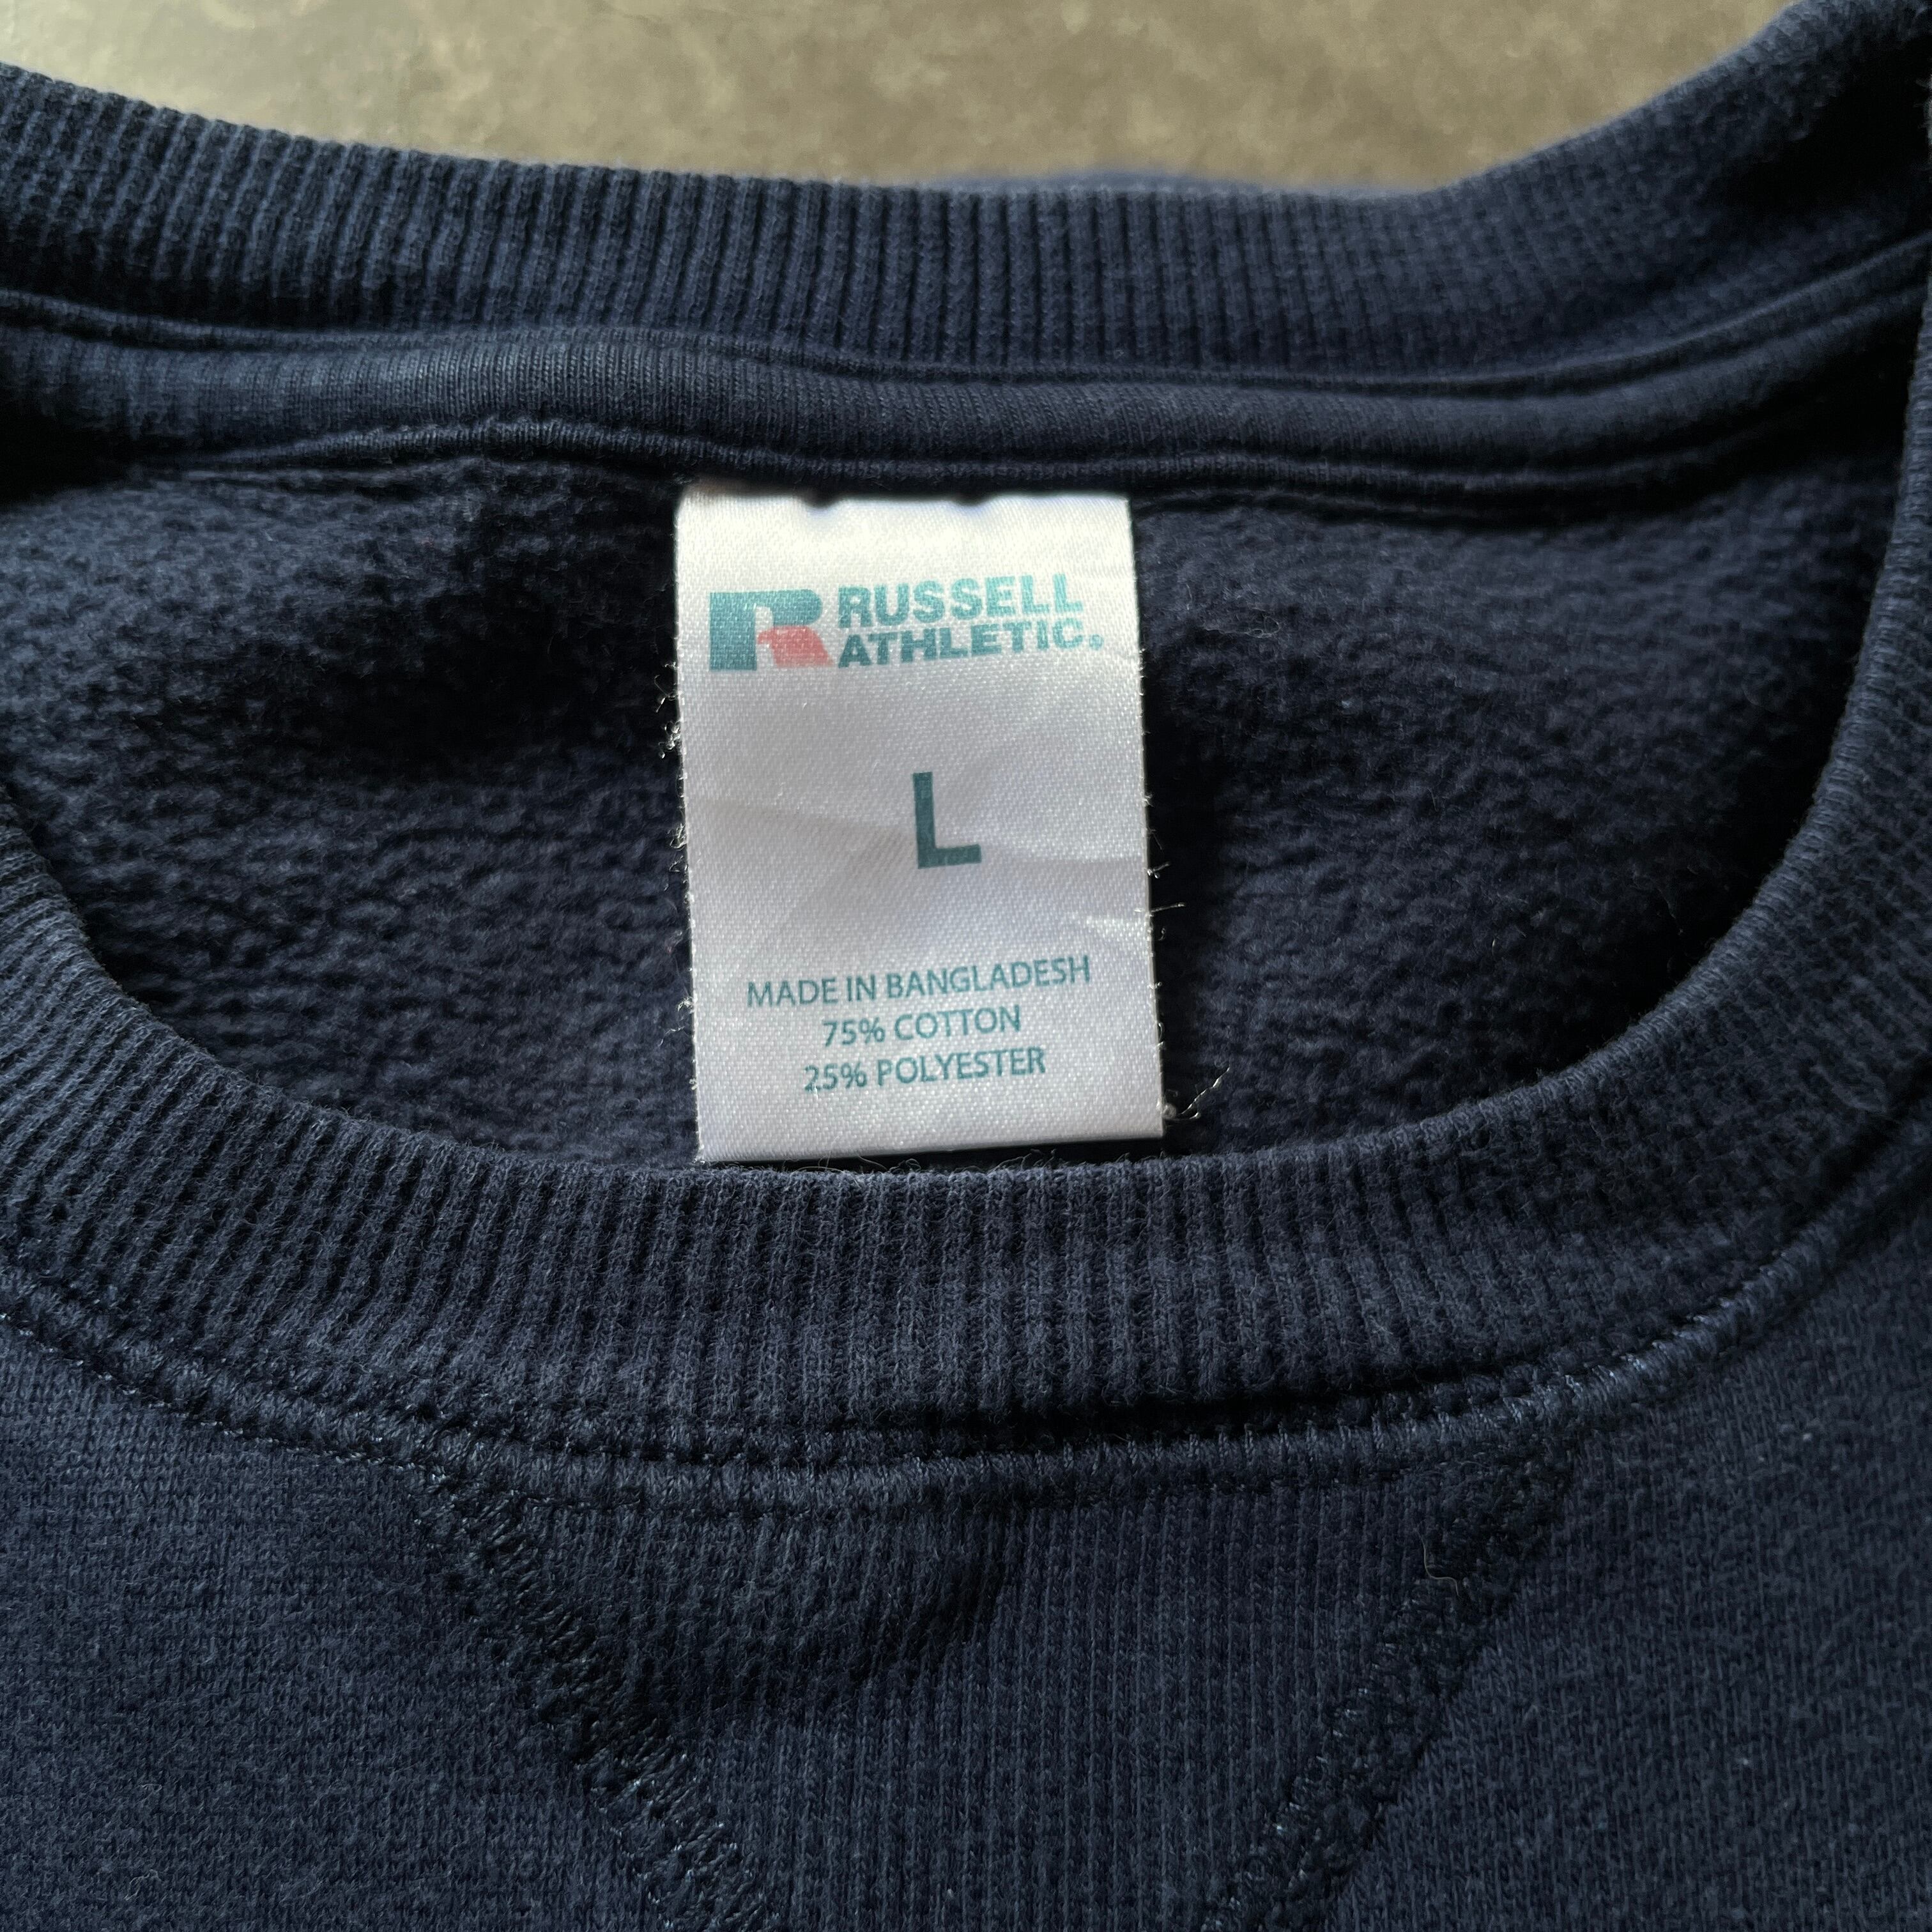 RUSSELL
ATHLETIC.
L
MADE IN BANGLADESH
75% COTTON
25% POLYESTER